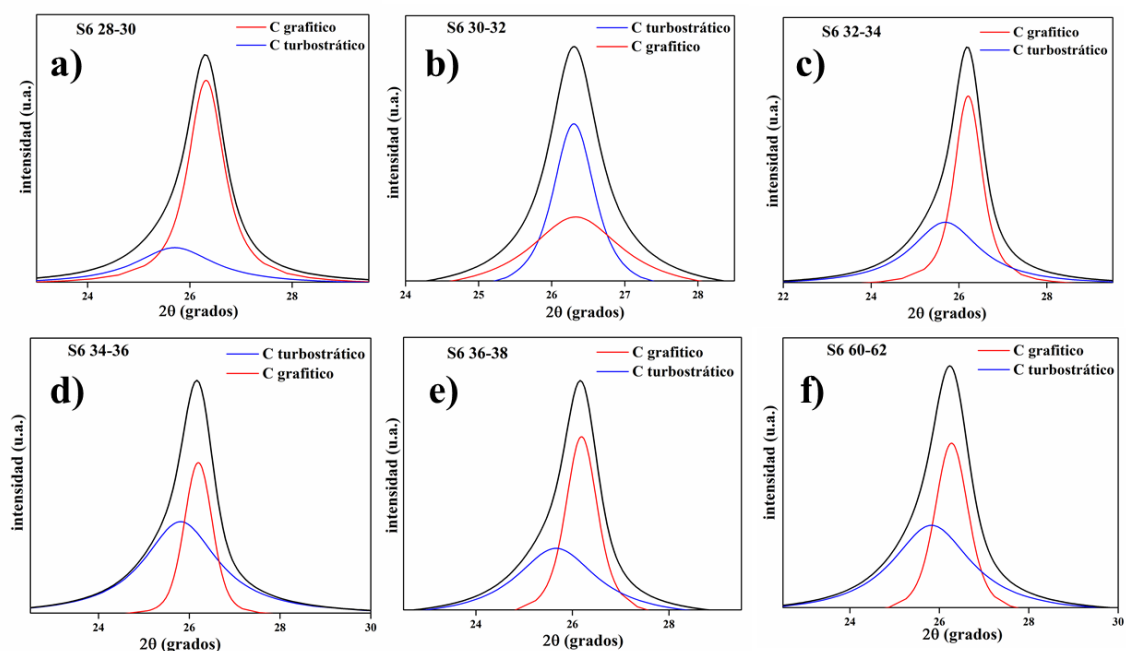 S6 28-30
C grafitico
C turbostrático
a)
intensidad (u.a.)
24
26
28
2θ (grados)
S6 30-32
C turbostrático
C grafitico
b)
intensidad (u.a.)
24
25
26
27
28
2θ (grados)
S6 32-34
C grafitico
C turbostrático
c)
intensidad (u.a.)
22
24
26
28
2θ (grados)
S6 34-36
C turbostrático
C grafitico
d)
intensidad (u.a.)
24
26
28
30
2θ (grados)
S6 36-38
C grafitico
C turbostrático
e)
intensidad (u.a.)
24
26
28
2θ (grados)
S6 60-62
C grafitico
C turbostrático
f)
intensidad (u.a.)
24
26
28
30
2θ (grados)